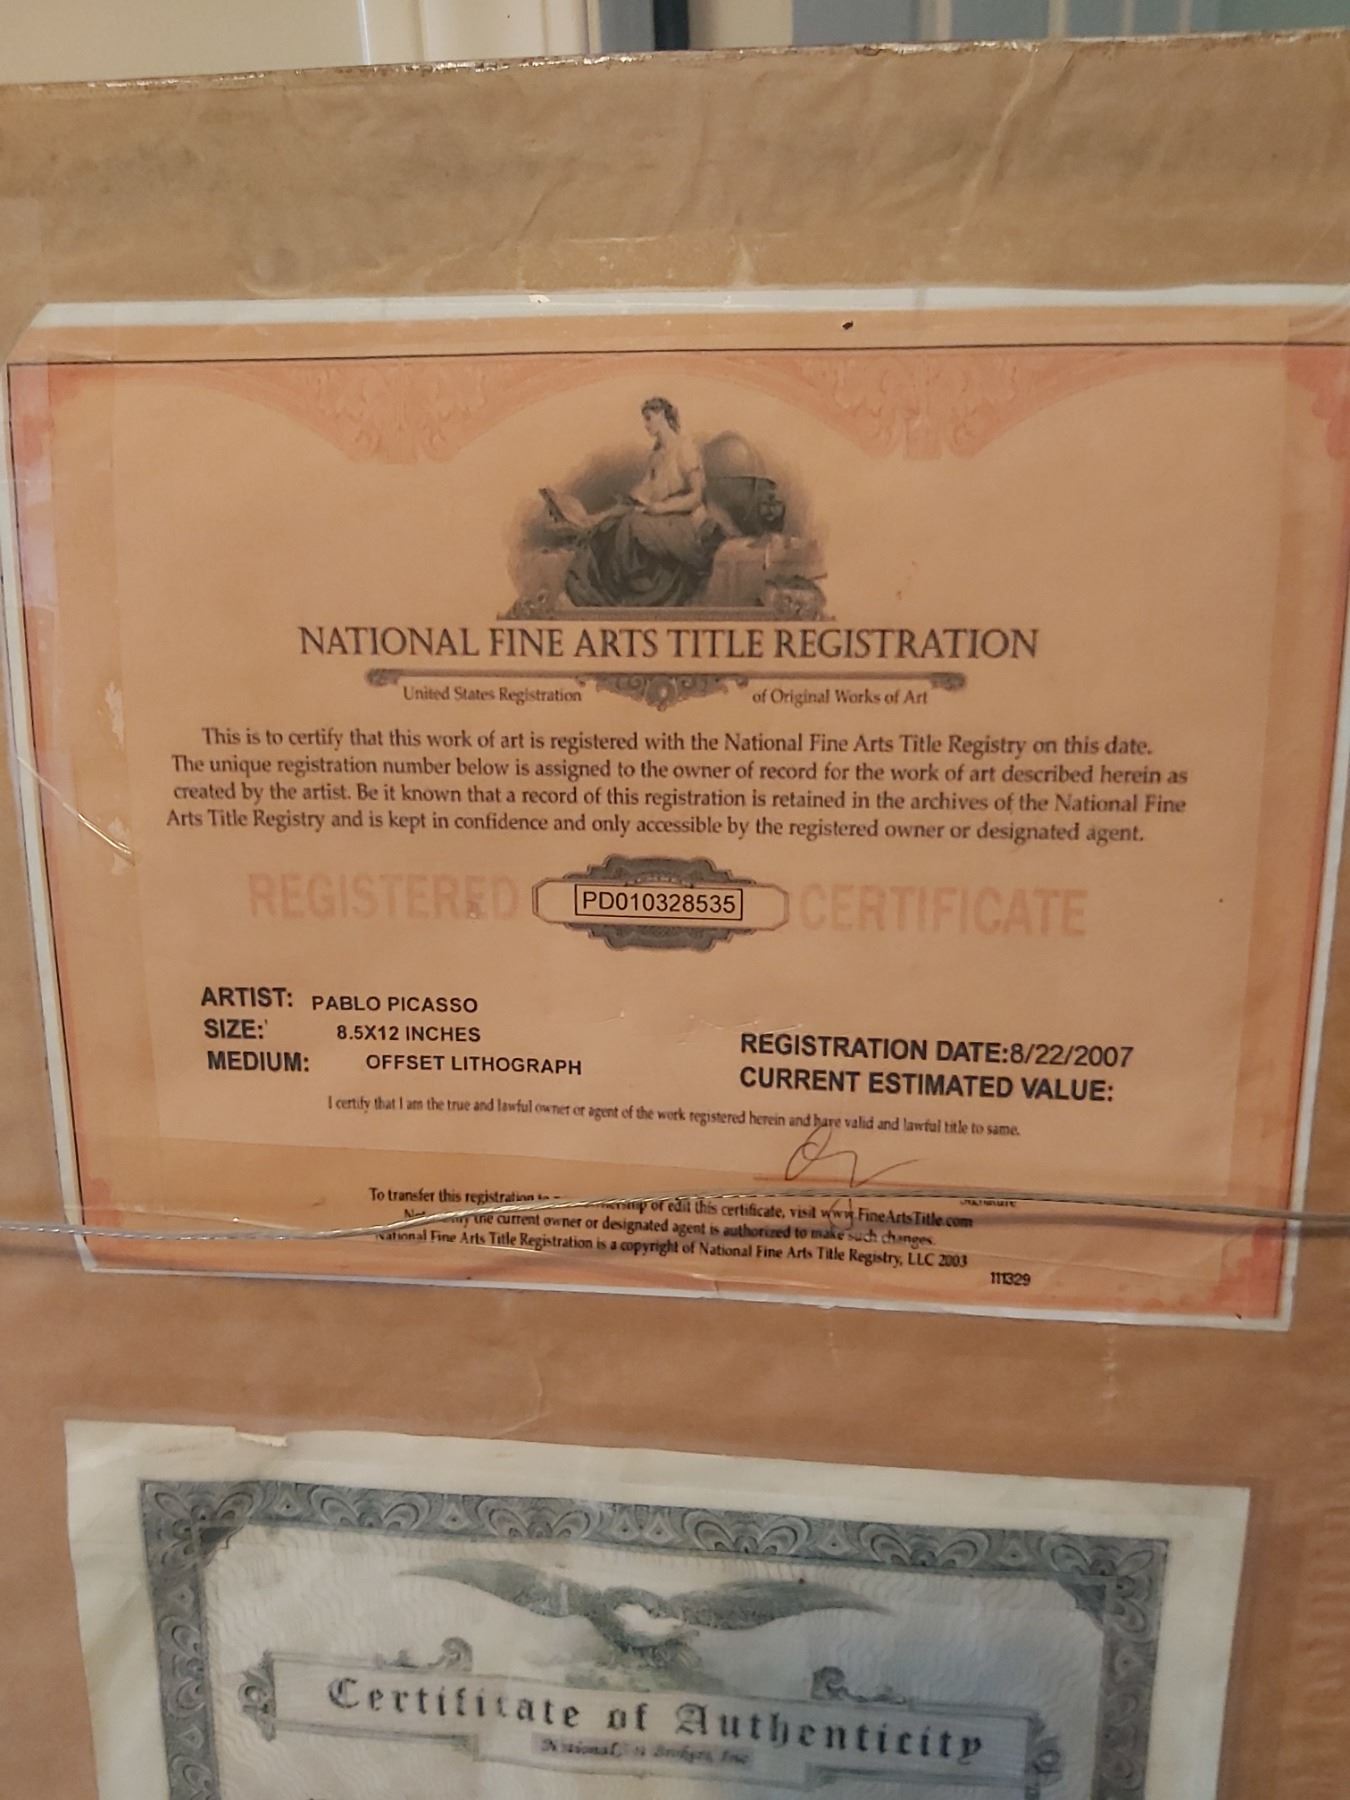 NATIONAL FINE ARTS TITLE REGISTRATION
United States Registration of Original Works of Art
This is to certify that this work of art is registered with the National Fine Arts Title Registry on this date.
The unique registration number below is assigned to the owner of record for the work of art described herein as
created by the artist. Be it known that a record of this registration is retained in the archives of the National Fine
Arts Title Registry and is kept in confidence and only accessible by the registered owner or designated agent.
REGISTERED PD010328535 CERTIFICATE
ARTIST: PABLO PICASSO
SIZE: 8.5X12 INCHES
MEDIUM: OFFSET LITHOGRAPH
REGISTRATION DATE:8/22/2007
CURRENT ESTIMATED VALUE:
I certify that I am the true and lawful owner or agent of the work registered herein and have valid and lawful title to same.
To transfer this registration or edit this certificate, visit www.FineArtsTitle.com
the current owner or designated agent is authorized to make such changes.
National Fine Arts Title Registration is a copyright of National Fine Arts Title Registry, LLC 2003
111329
Certificate of Authenticity
National Inc